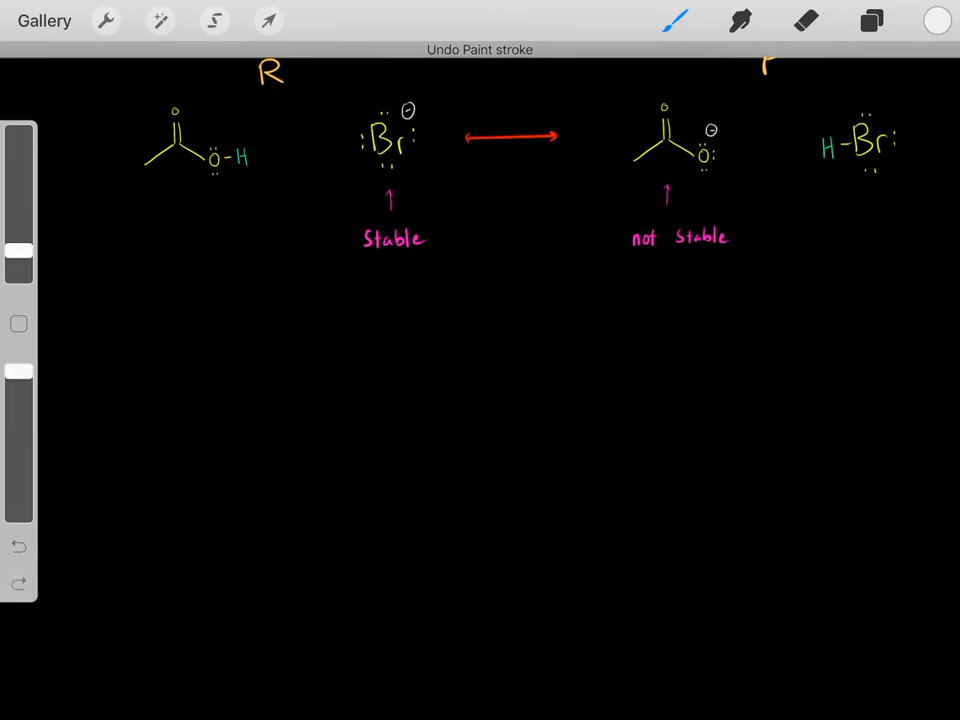 Gallery
Undo Paint stroke
R
O O-H
:Br: ⊖
O O: ⊖
H-Br:
Stable
not Stable